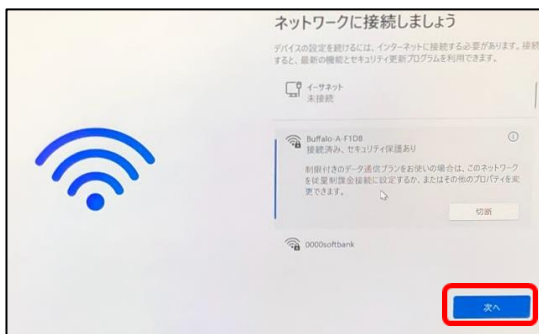 ネットワークに接続しましょう
デバイスの設定を続けるには、インターネットに接続する必要があります。接続
すると、最新の機能とセキュリティ更新プログラムを利用できます。
イーサネット
未接続
Buffalo-A-F1D8
接続済み、セキュリティ保護あり
制限付きのデータ通信プランをお使いの場合は、このネットワーク
を従量制課金接続に設定するか、またはその他のプロパティを変
更できます。
切断
0000softbank
次へ